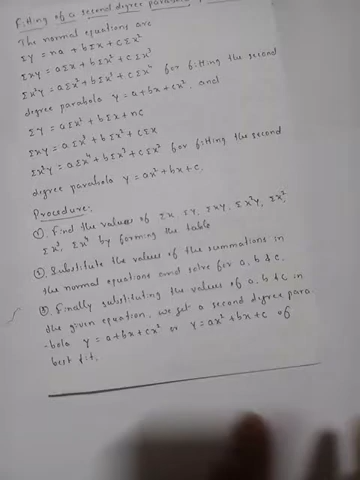 Fitting of a second degree parabola
The normal equations are
Σy = na + bΣx + cΣx²
Σxy = aΣx + bΣx² + cΣx³
Σx²y = aΣx² + bΣx³ + cΣx⁴ for fitting the second
degree parabola y = a+bx+cx², and
Σy = aΣx² + bΣx + nc
Σxy = aΣx³ + bΣx² + cΣx
Σx²y = aΣx⁴ + bΣx³ + cΣx² for fitting the second
degree parabola y = ax² + bx + c.
Procedure:
①. Find the values of Σx, Σy, Σxy, Σx²y, Σx²,
Σx³, Σx⁴ by forming the table
②. Substitute the values of the summations in
the normal equations and solve for a, b & c.
③. Finally substituting the values of a, b & c in
the given equation, we get a second degree para
-bola y = a+bx+cx² or y = ax² + bx + c of
best fit.